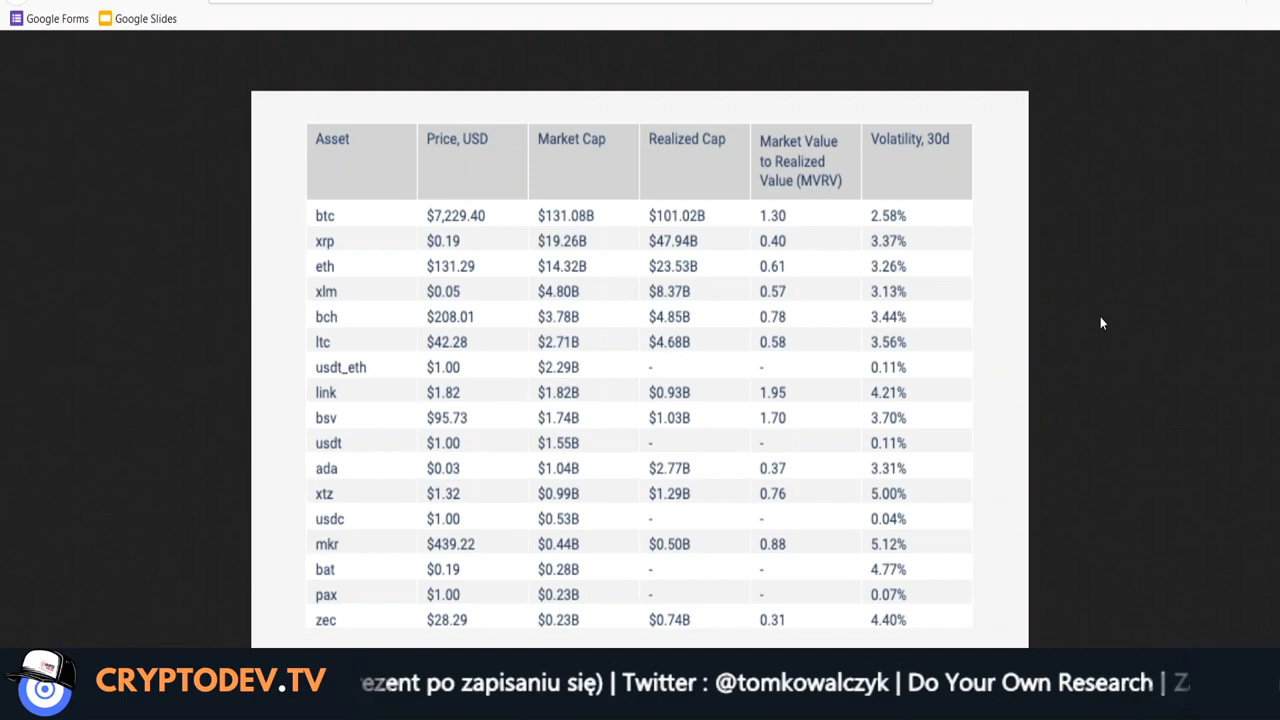 Google Forms Google Slides
Asset Price, USD Market Cap Realized Cap Market Value to Realized Value (MVRV) Volatility, 30d
btc $7,229.40 $131.08B $101.02B 1.30 2.58%
xrp $0.19 $19.26B $47.94B 0.40 3.37%
eth $131.29 $14.32B $23.53B 0.61 3.26%
xlm $0.05 $4.80B $8.37B 0.57 3.13%
bch $208.01 $3.78B $4.85B 0.78 3.44%
ltc $42.28 $2.71B $4.68B 0.58 3.56%
usdt_eth $1.00 $2.29B - - 0.11%
link $1.82 $1.82B $0.93B 1.95 4.21%
bsv $95.73 $1.74B $1.03B 1.70 3.70%
usdt $1.00 $1.55B - - 0.11%
ada $0.03 $1.04B $2.77B 0.37 3.31%
xtz $1.32 $0.99B $1.29B 0.76 5.00%
usdc $1.00 $0.53B - - 0.04%
mkr $439.22 $0.44B $0.50B 0.88 5.12%
bat $0.19 $0.28B - - 4.77%
pax $1.00 $0.23B - - 0.07%
zec $28.29 $0.23B $0.74B 0.31 4.40%
CRYPTODEV.TV ezent po zapisaniu się) | Twitter : @tomkowalczyk | Do Your Own Research |